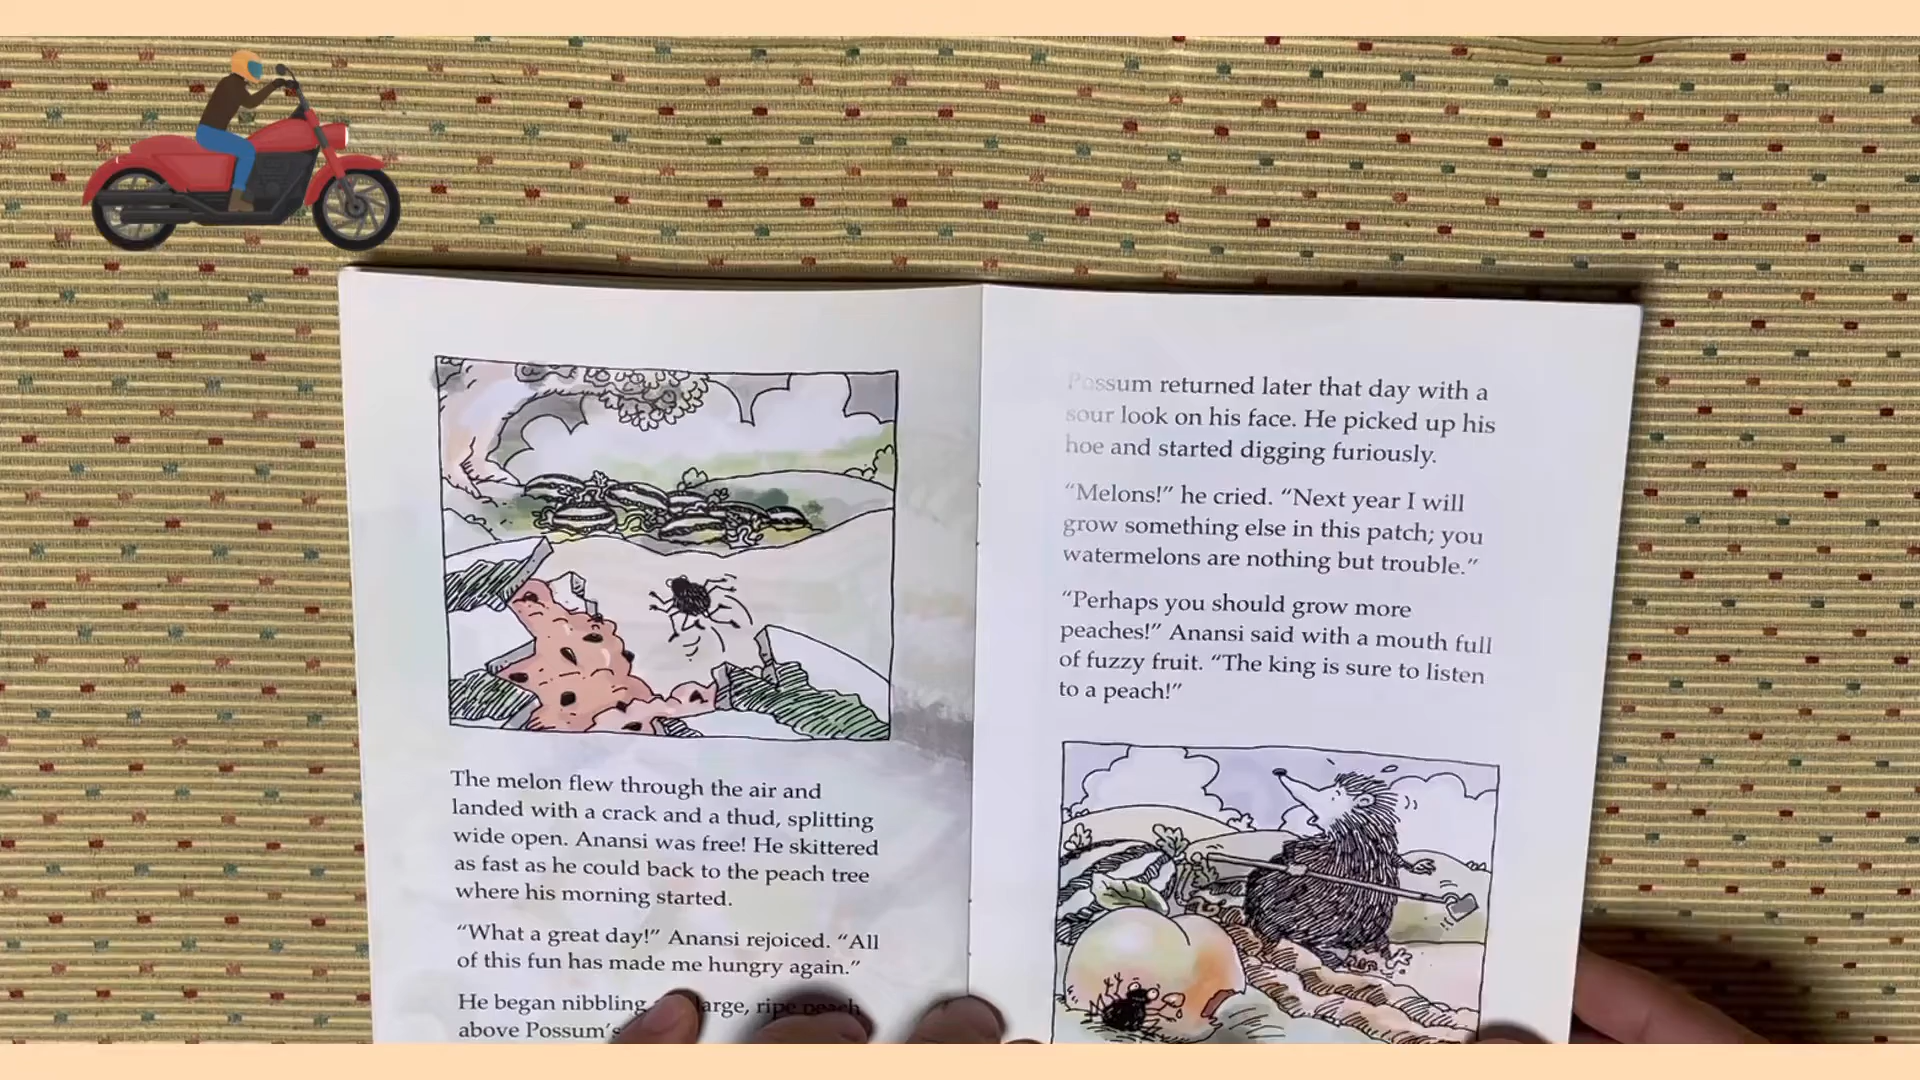 The melon flew through the air and
landed with a crack and a thud, splitting
wide open. Anansi was free! He skittered
as fast as he could back to the peach tree
where his morning started.
“What a great day!” Anansi rejoiced. “All
of this fun has made me hungry again.”
He began nibbling large, ripe peach
above Possum’s
Possum returned later that day with a
sour look on his face. He picked up his
hoe and started digging furiously.
“Melons!” he cried. “Next year I will
grow something else in this patch; you
watermelons are nothing but trouble.”
“Perhaps you should grow more
peaches!” Anansi said with a mouth full
of fuzzy fruit. “The king is sure to listen
to a peach!”